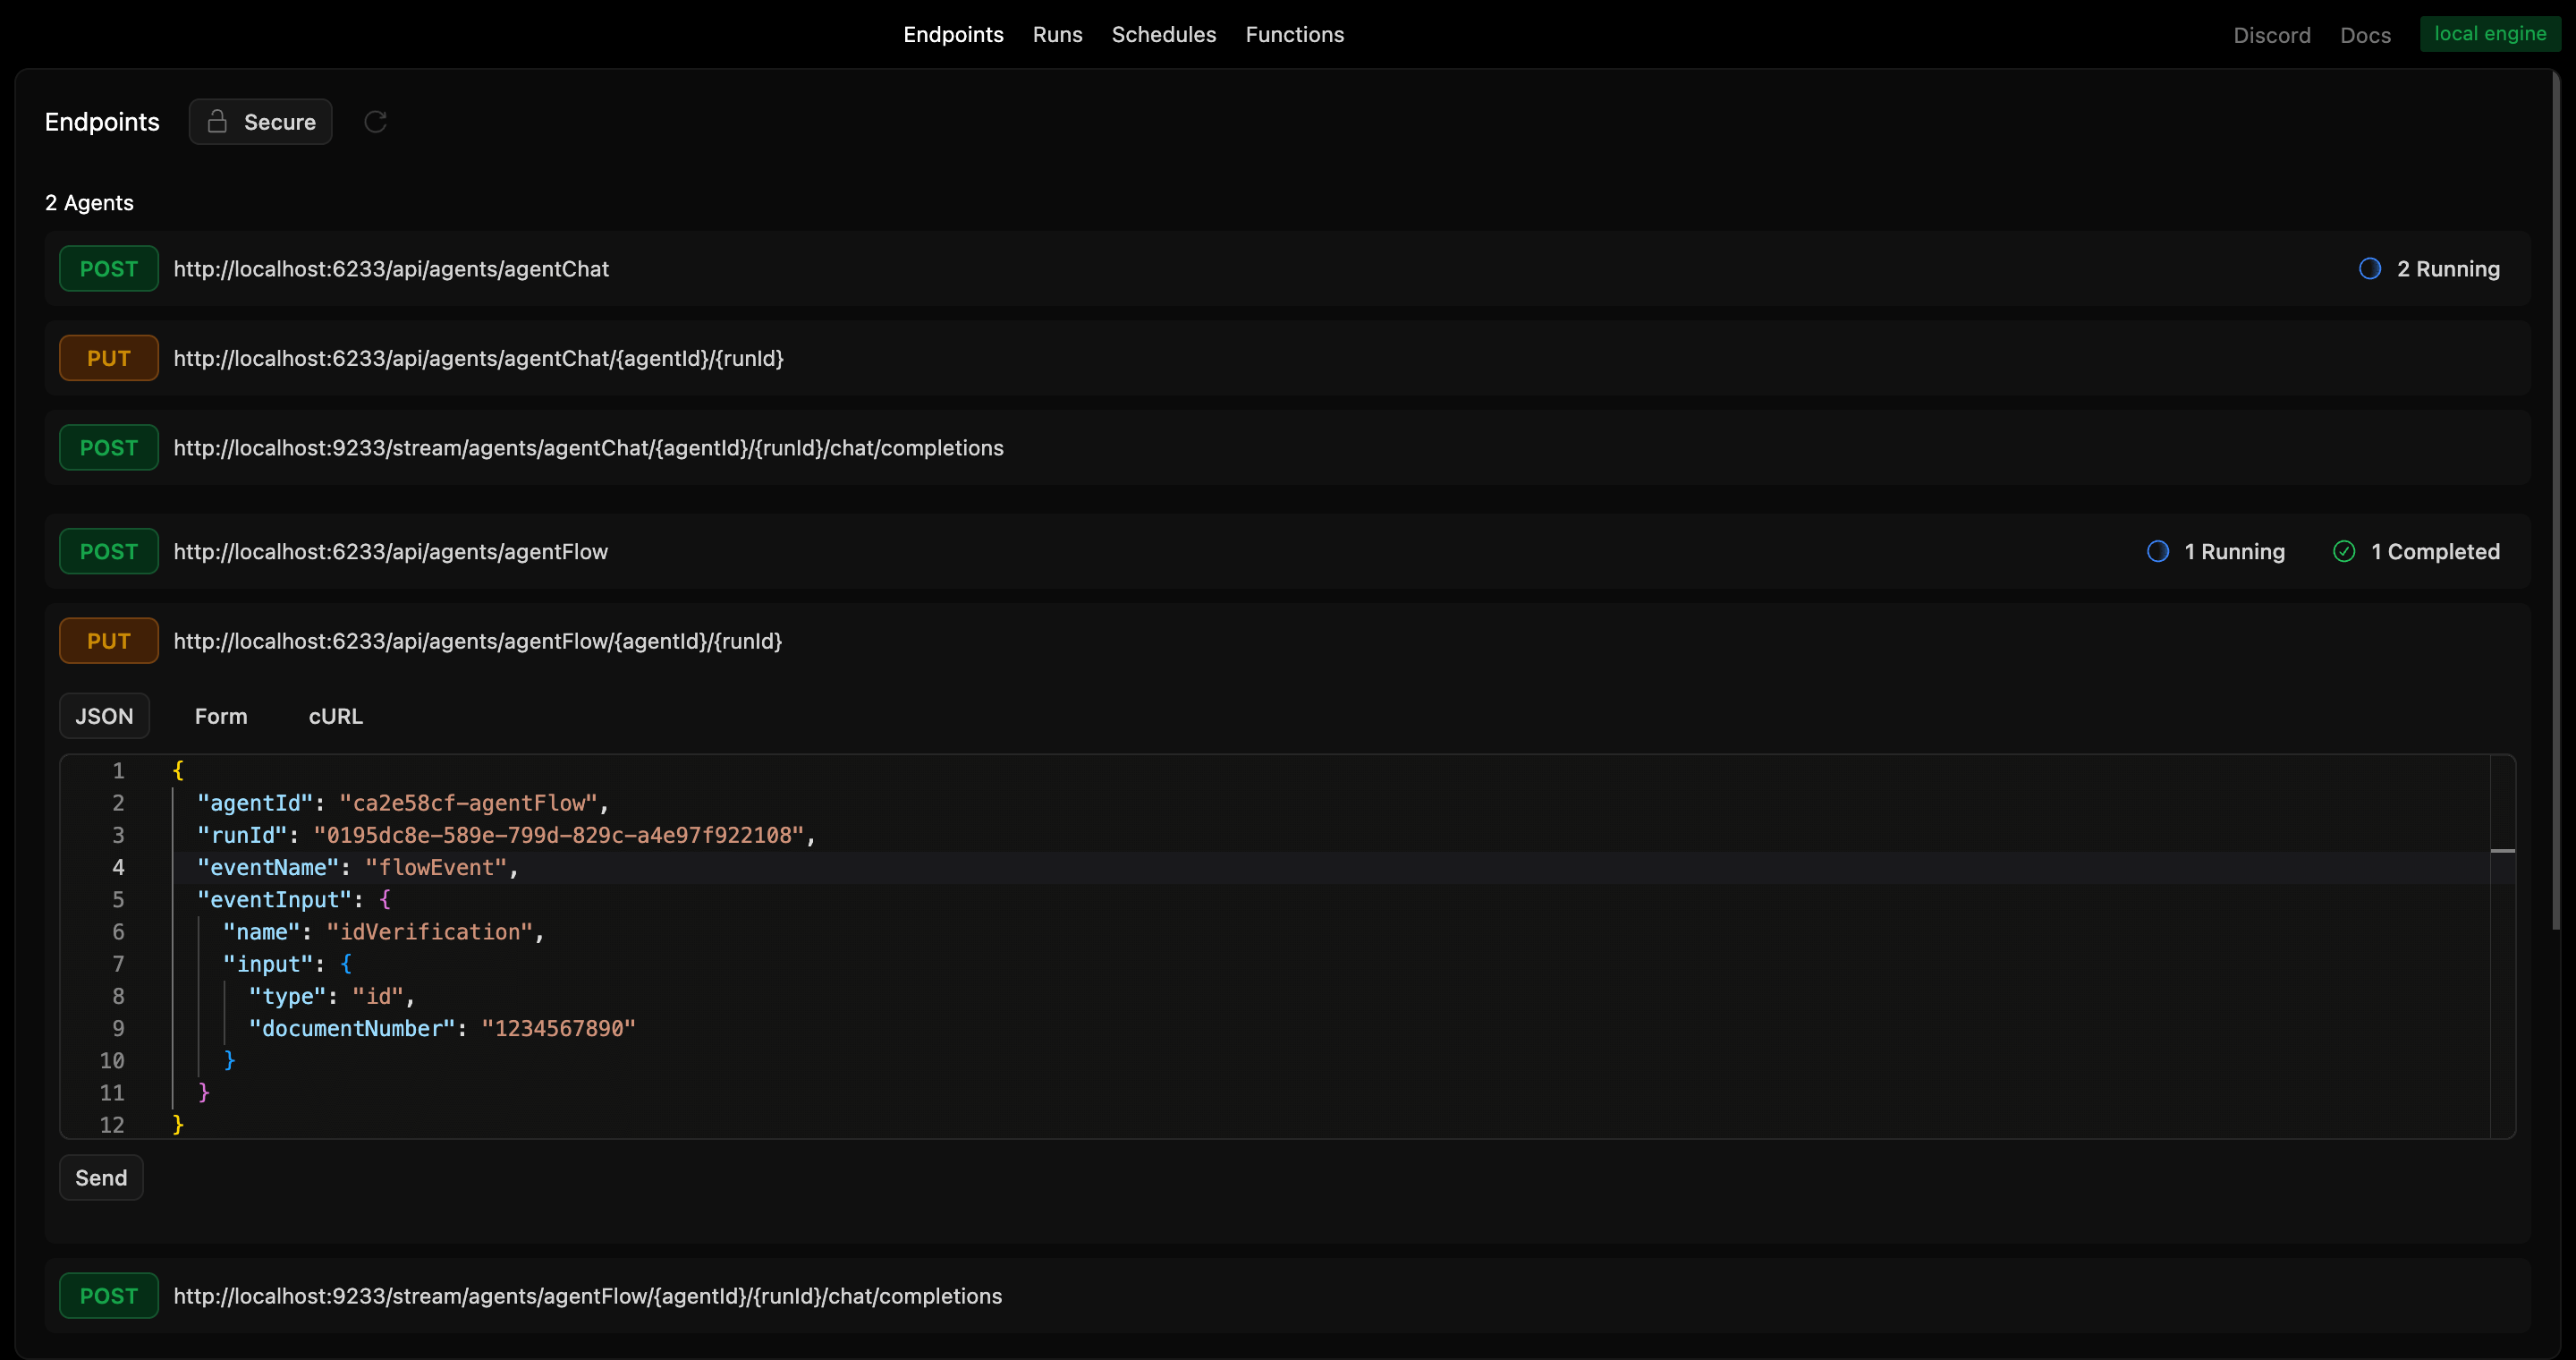 Endpoints Runs Schedules Functions Discord Docs local engine
Endpoints Secure
2 Agents
POST http://localhost:6233/api/agents/agentChat 2 Running
PUT http://localhost:6233/api/agents/agentChat/{agentId}/{runId}
POST http://localhost:9233/stream/agents/agentChat/{agentId}/{runId}/chat/completions
POST http://localhost:6233/api/agents/agentFlow 1 Running 1 Completed
PUT http://localhost:6233/api/agents/agentFlow/{agentId}/{runId}
JSON Form cURL
1 {
2 "agentId": "ca2e58cf-agentFlow",
3 "runId": "0195dc8e-589e-799d-829c-a4e97f922108",
4 "eventName": "flowEvent",
5 "eventInput": {
6 "name": "idVerification",
7 "input": {
8 "type": "id",
9 "documentNumber": "1234567890"
10 }
11 }
12 }
Send
POST http://localhost:9233/stream/agents/agentFlow/{agentId}/{runId}/chat/completions